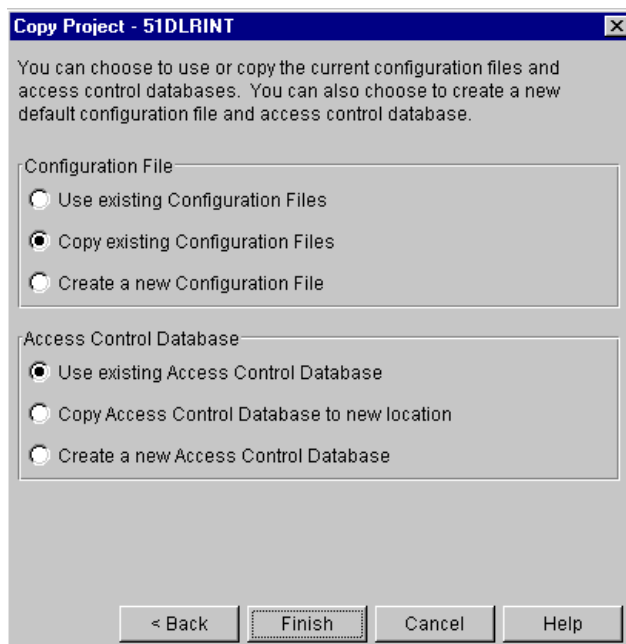 Copy Project - 51DLRINT
You can choose to use or copy the current configuration files and
access control databases. You can also choose to create a new
default configuration file and access control database.
Configuration File
Use existing Configuration Files
Copy existing Configuration Files
Create a new Configuration File
Access Control Database
Use existing Access Control Database
Copy Access Control Database to new location
Create a new Access Control Database
< Back
Finish
Cancel
Help